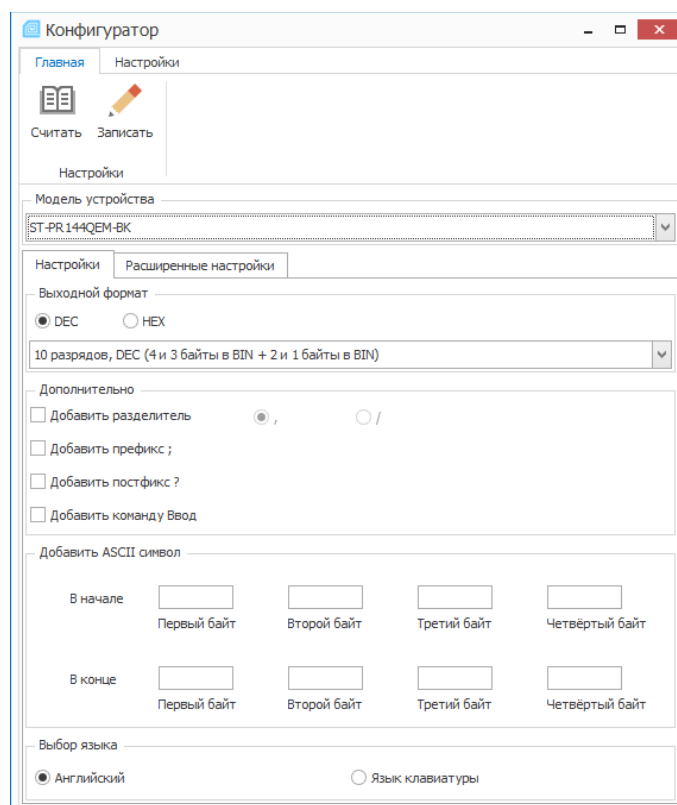 Конфигуратор
Главная Настройки
Считать Записать
Настройки
Модель устройства
ST-PR144QEM-BK
Настройки Расширенные настройки
Выходной формат
DEC HEX
10 разрядов, DEC (4 и 3 байты в BIN + 2 и 1 байты в BIN)
Дополнительно
Добавить разделитель , /
Добавить префикс ;
Добавить постфикс ?
Добавить команду Ввод
Добавить ASCII символ
В начале
Первый байт Второй байт Третий байт Четвёртый байт
В конце
Первый байт Второй байт Третий байт Четвёртый байт
Выбор языка
Английский Язык клавиатуры